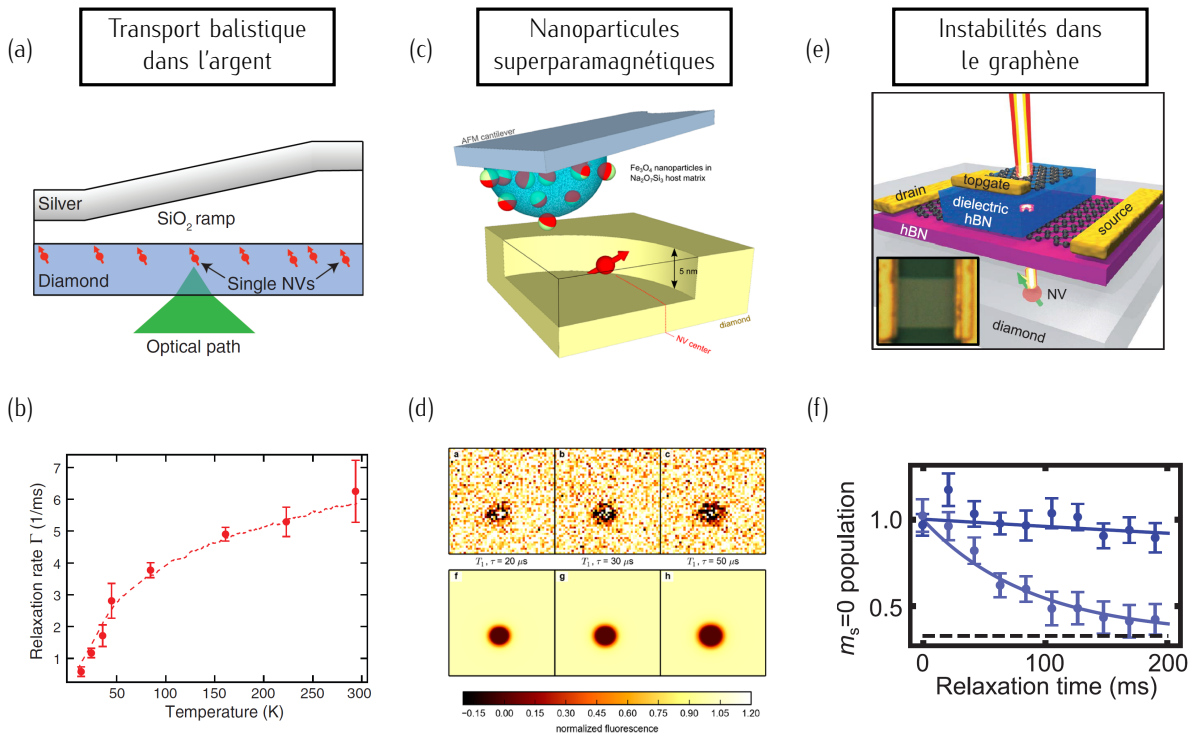 (a)
Transport balistique
dans l'argent
(c)
Nanoparticules
superparamagnétiques
(e)
Instabilités dans
le graphène
Silver
SiO2 ramp
Diamond
Single NVs
Optical path
AFM cantilever
Fe3O4 nanoparticles in
Na2O7Si3 host matrix
5 nm
NV center
diamond
drain
topgate
dielectric
hBN
source
hBN
NV
diamond
(b)
Relaxation rate Γ (1/ms)
7
6
5
4
3
2
1
50 100 150 200 250 300
Temperature (K)
(d)
a b c
T1, τ = 20 μs T1, τ = 30 μs T1, τ = 50 μs
f g h
-0.15 0.00 0.15 0.30 0.45 0.60 0.75 0.90 1.05 1.20
normalized fluorescence
(f)
ms=0 population
1.0
0.5
0 100 200
Relaxation time (ms)